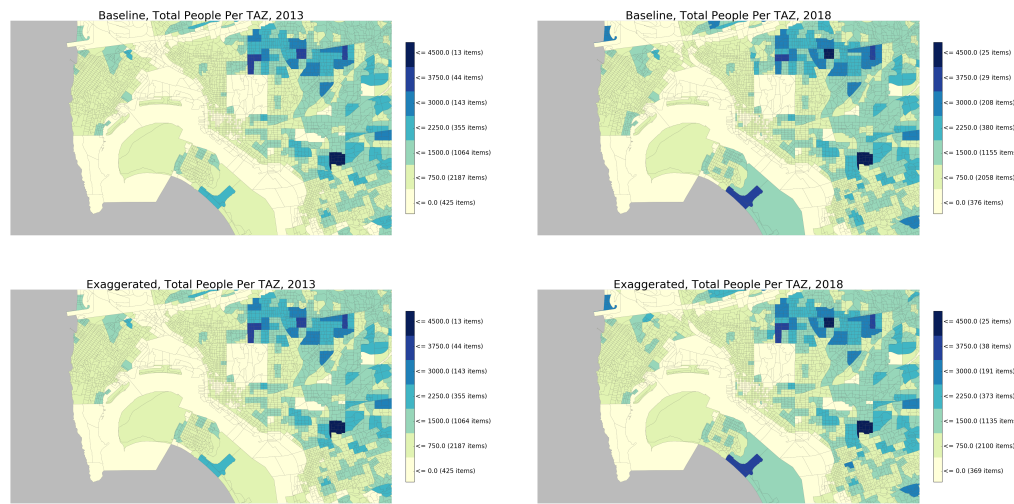 Baseline, Total People Per TAZ, 2013
<= 4500.0 (13 items)
<= 3750.0 (44 items)
<= 3000.0 (143 items)
<= 2250.0 (355 items)
<= 1500.0 (1064 items)
<= 750.0 (2187 items)
<= 0.0 (425 items)
Baseline, Total People Per TAZ, 2018
<= 4500.0 (25 items)
<= 3750.0 (29 items)
<= 3000.0 (208 items)
<= 2250.0 (380 items)
<= 1500.0 (1155 item
<= 750.0 (2058 items)
<= 0.0 (376 items)
Exaggerated, Total People Per TAZ, 2013
<= 4500.0 (13 items)
<= 3750.0 (44 items)
<= 3000.0 (143 items)
<= 2250.0 (355 items)
<= 1500.0 (1064 items)
<= 750.0 (2187 items)
<= 0.0 (425 items)
Exaggerated, Total People Per TAZ, 2018
<= 4500.0 (25 items)
<= 3750.0 (38 items)
<= 3000.0 (191 items)
<= 2250.0 (373 items)
<= 1500.0 (1135 item
<= 750.0 (2100 items)
<= 0.0 (369 items)